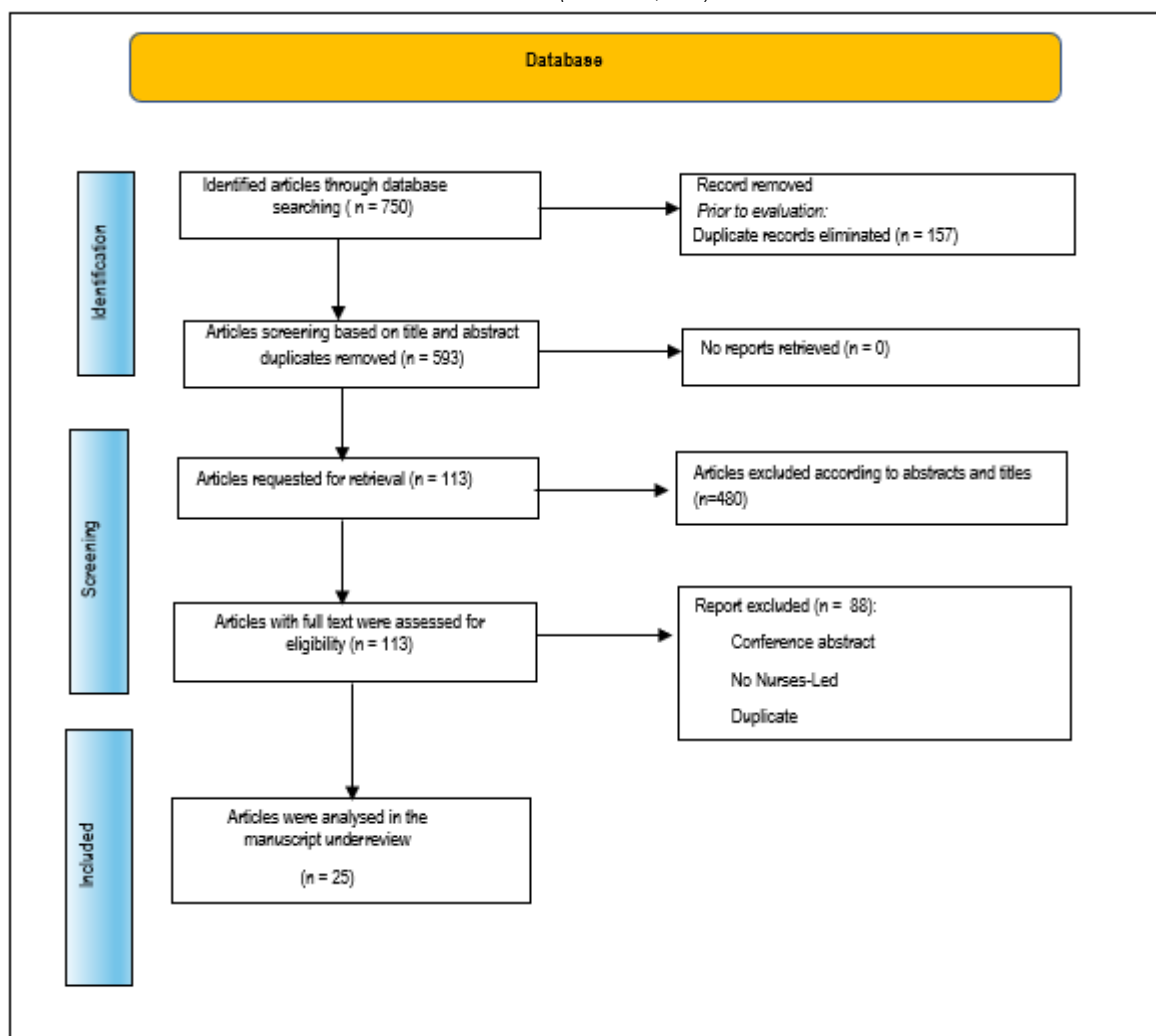 Database
Identification
Identified articles through database
searching ( n = 750)
Record removed
Prior to evaluation:
Duplicate records eliminated (n = 157)
Articles screening based on title and abstract
duplicates removed (n = 593)
No reports retrieved (n = 0)
Screening
Articles requested for retrieval (n = 113)
Articles excluded according to abstracts and titles
(n=480)
Articles with full text were assessed for
eligibility (n = 113)
Report excluded (n = 88):
Conference abstract
No Nurses-Led
Duplicate
Included
Articles were analysed in the
manuscript underreview
(n = 25)